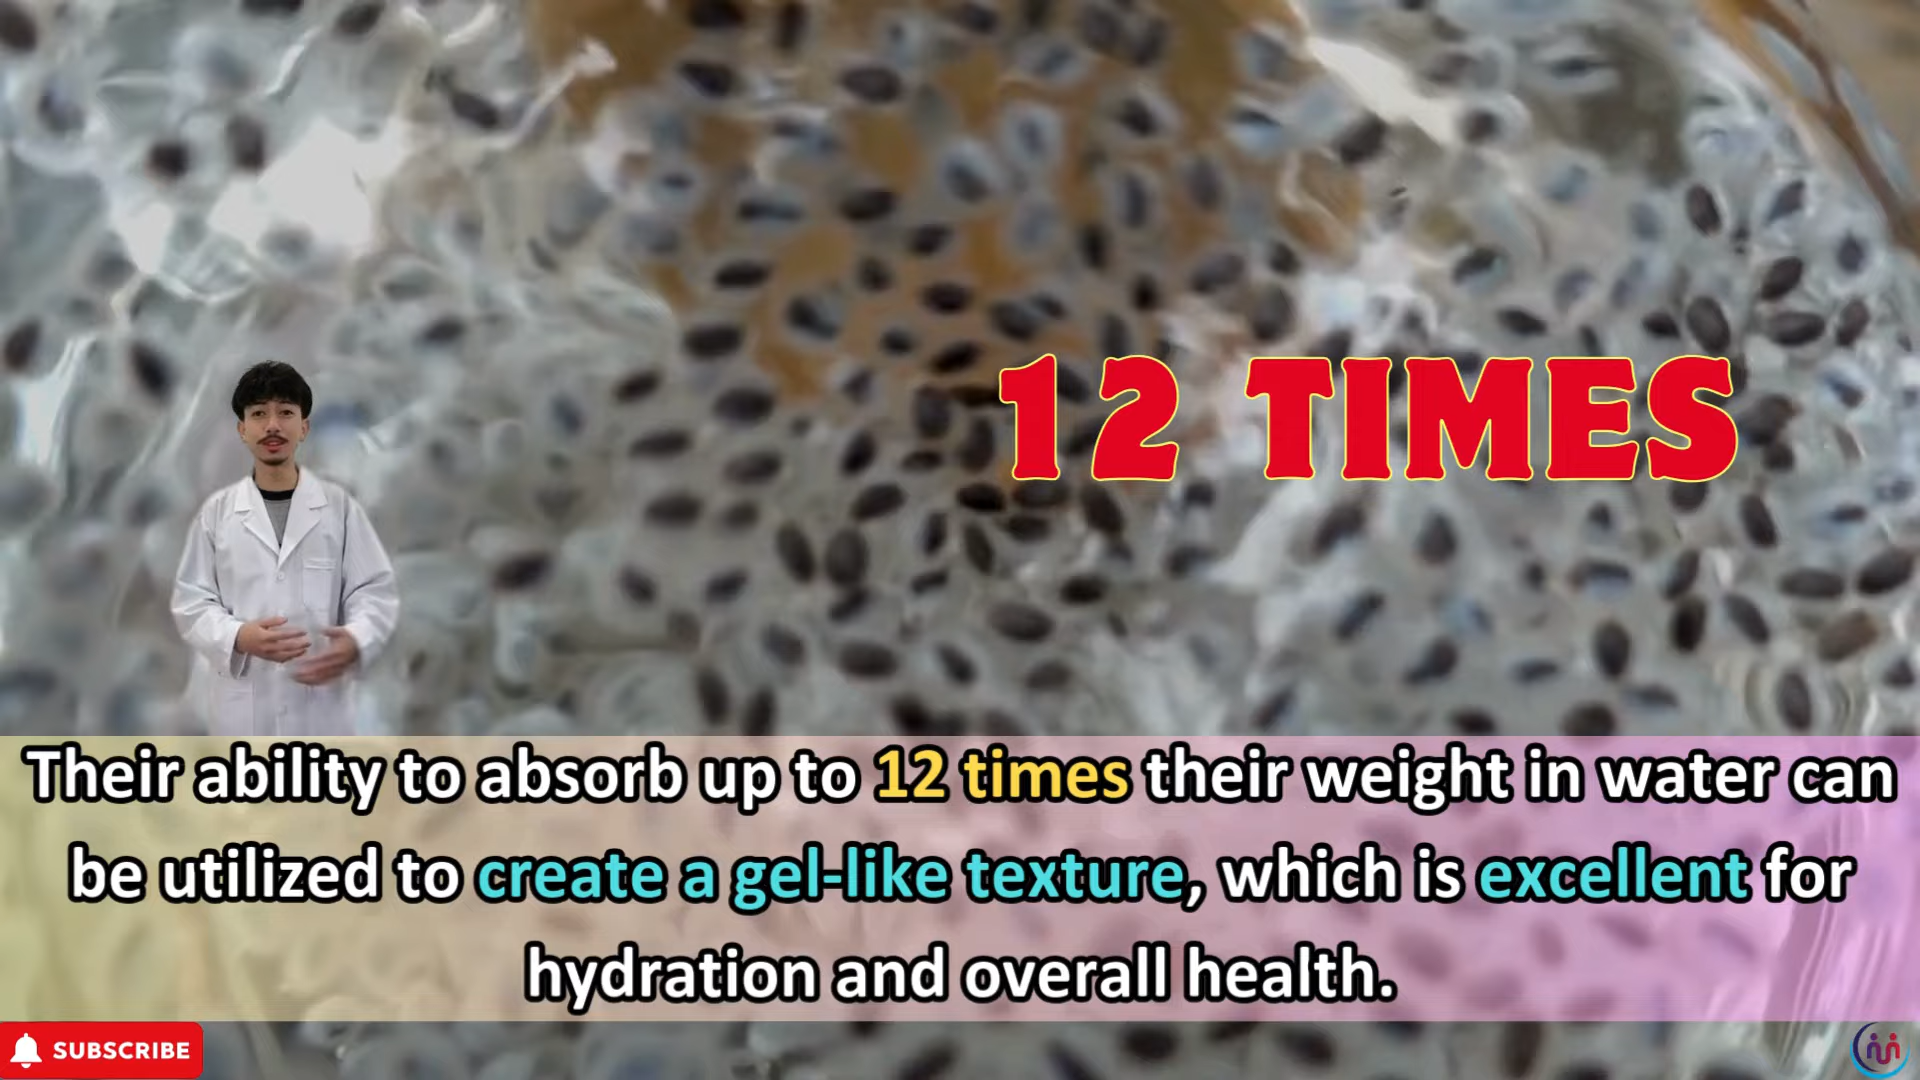 12 TIMES
Their ability to absorb up to 12 times their weight in water can
be utilized to create a gel-like texture, which is excellent for
hydration and overall health.
SUBSCRIBE